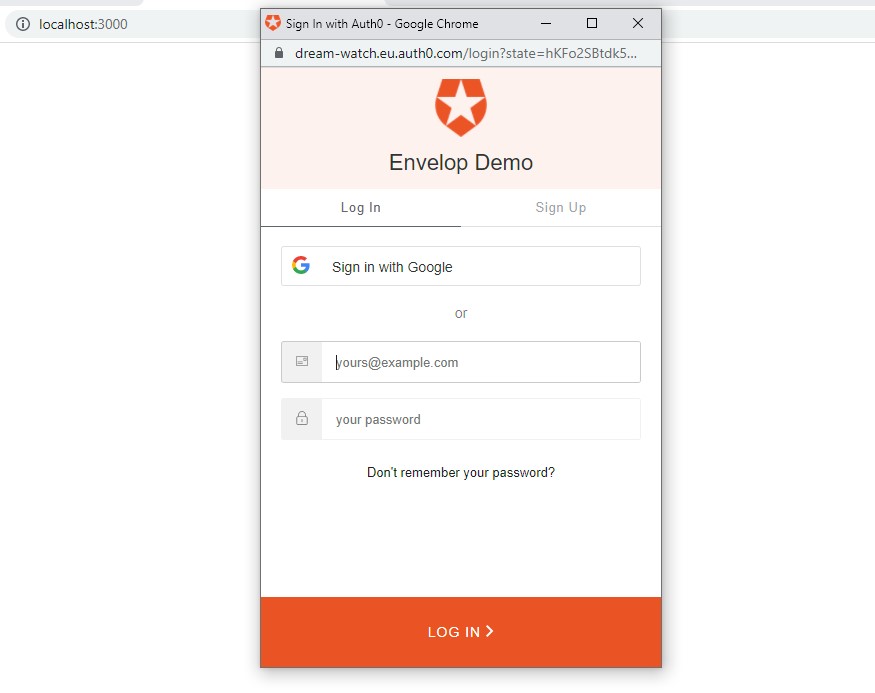 localhost:3000
Sign In with Auth0 - Google Chrome
dream-watch.eu.auth0.com/login?state=hKFo2SBtdk5...
Envelop Demo
Log In Sign Up
Sign in with Google
or
yours@example.com
your password
Don't remember your password?
LOG IN